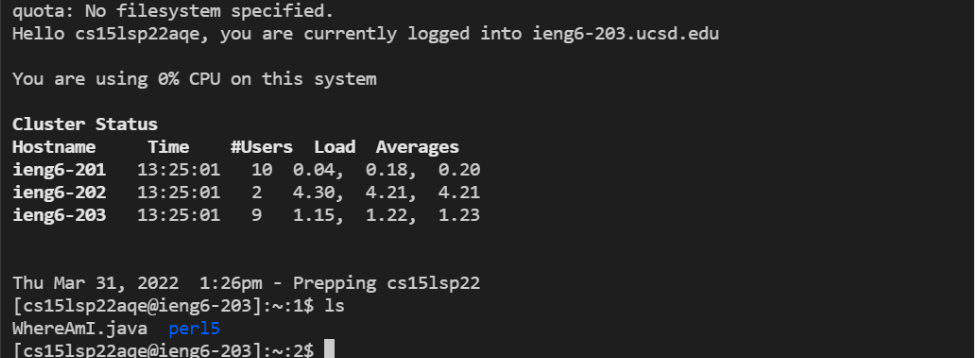 quota: No filesystem specified.
Hello cs15lsp22aqe, you are currently logged into ieng6-203.ucsd.edu
You are using 0% CPU on this system
Cluster Status
Hostname     Time    #Users  Load  Averages
ieng6-201   13:25:01   10  0.04,  0.18,  0.20
ieng6-202   13:25:01   2   4.30,  4.21,  4.21
ieng6-203   13:25:01   9   1.15,  1.22,  1.23
Thu Mar 31, 2022  1:26pm - Prepping cs15lsp22
[cs15lsp22aqe@ieng6-203]:~:1$ ls
WhereAmI.java  perl5
[cs15lsp22aqe@ieng6-203]:~:2$